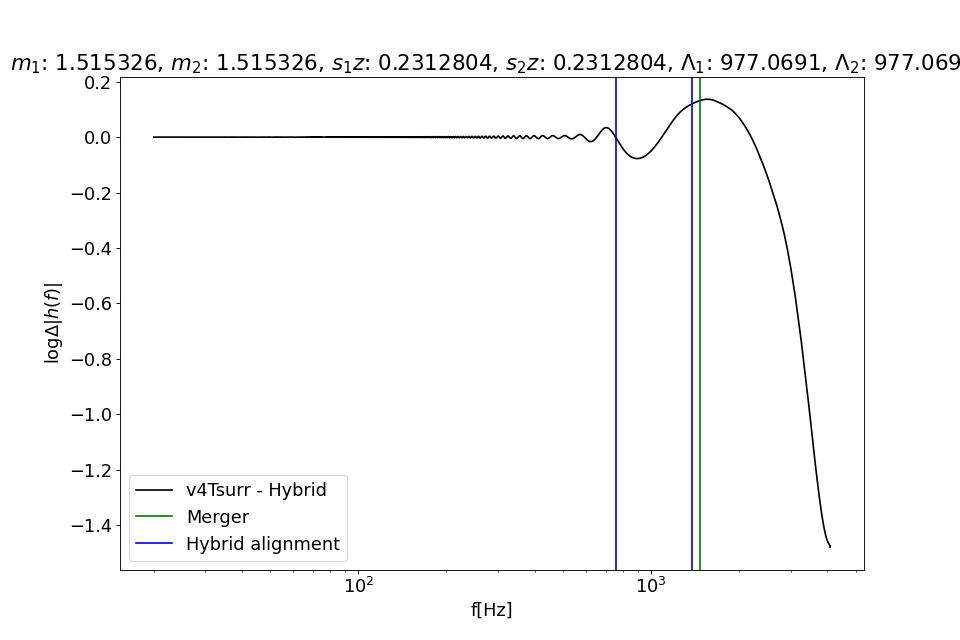 m₁: 1.515326, m₂: 1.515326, s₁z: 0.2312804, s₂z: 0.2312804, Λ₁: 977.0691, Λ₂: 977.069
0.2
0.0
−0.2
−0.4
−0.6
−0.8
−1.0
−1.2
−1.4
logΔ|h(f)|
v4Tsurr - Hybrid
Merger
Hybrid alignment
10² 10³
f[Hz]